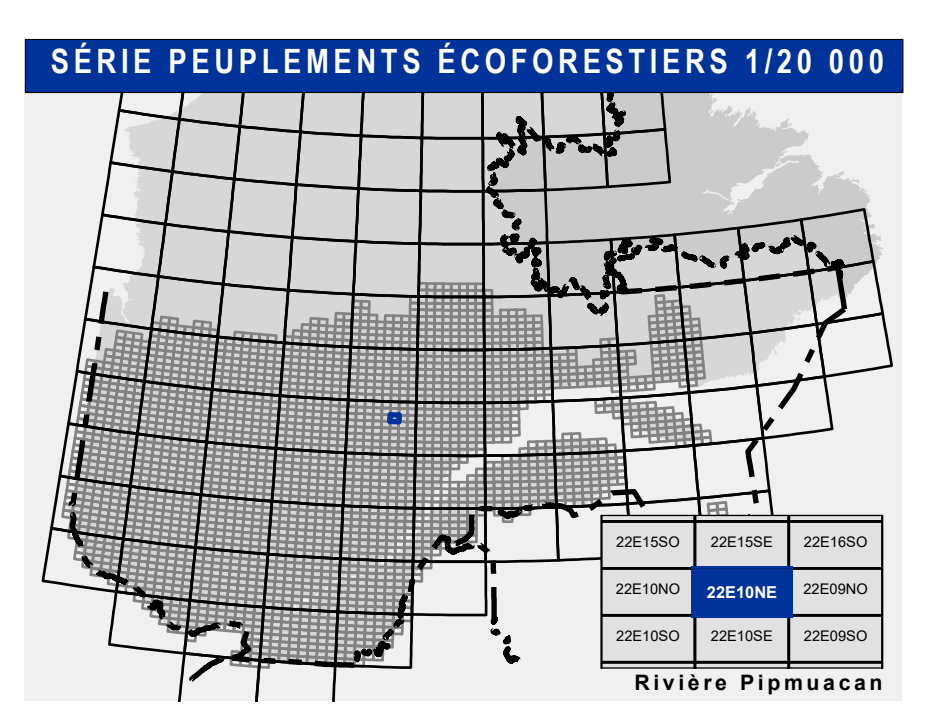 SÉRIE PEUPLEMENTS ÉCOFORESTIERS 1/20 000
22E15SO 22E15SE 22E16SO
22E10NO 22E10NE 22E09NO
22E10SO 22E10SE 22E09SO
Rivière Pipmuacan